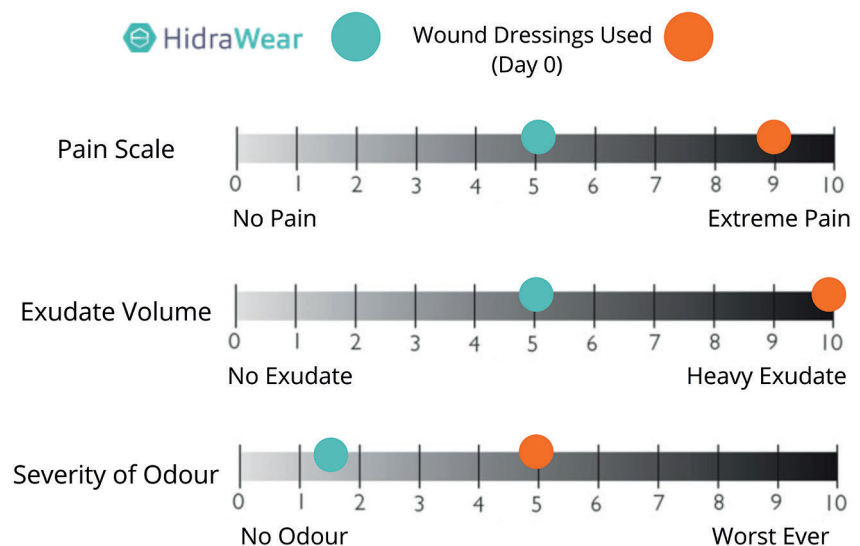 HidraWear
Wound Dressings Used
(Day 0)
Pain Scale
0 1 2 3 4 5 6 7 8 9 10
No Pain Extreme Pain
Exudate Volume
0 1 2 3 4 5 6 7 8 9 10
No Exudate Heavy Exudate
Severity of Odour
0 1 2 3 4 5 6 7 8 9 10
No Odour Worst Ever